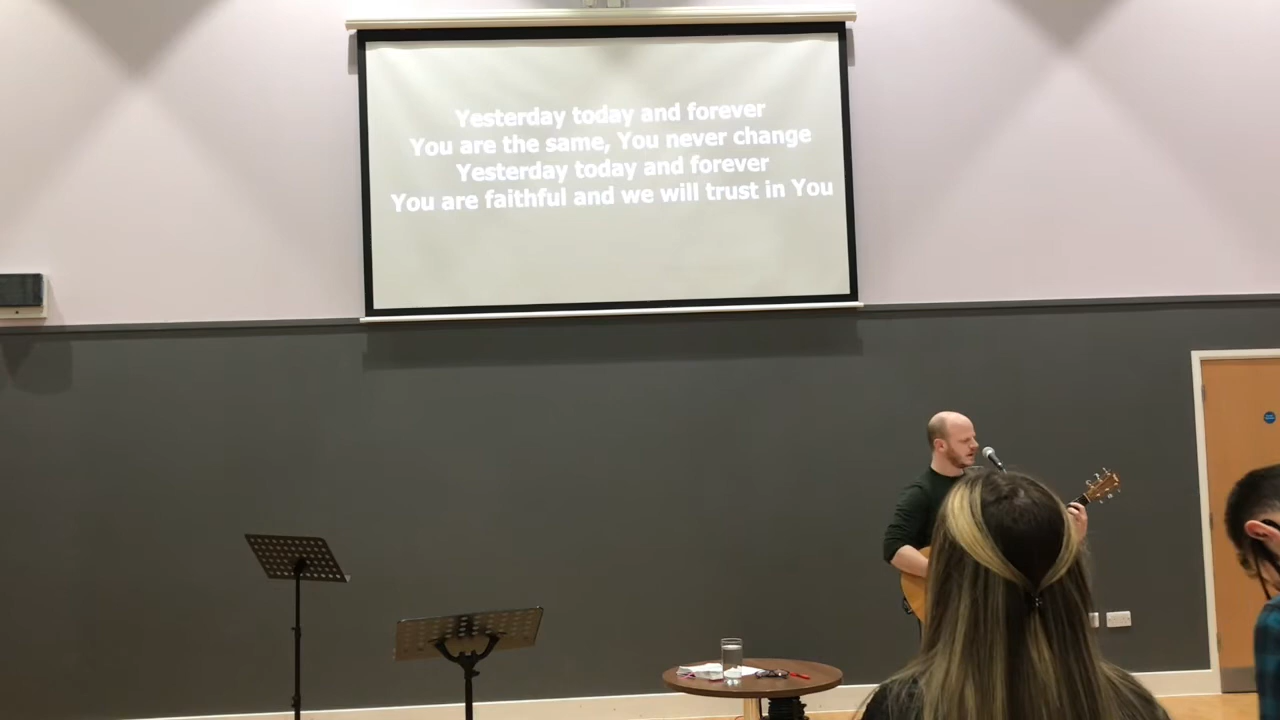 Yesterday today and forever
You are the same, You never change
Yesterday today and forever
You are faithful and we will trust in You